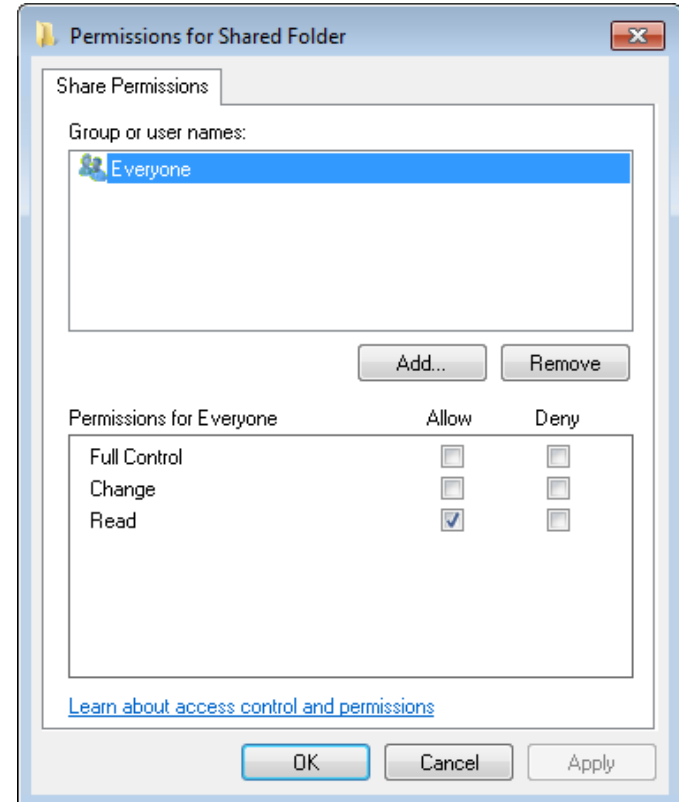 Permissions for Shared Folder
Share Permissions
Group or user names:
Everyone
Add... Remove
Permissions for Everyone Allow Deny
Full Control
Change
Read
Learn about access control and permissions
OK Cancel Apply